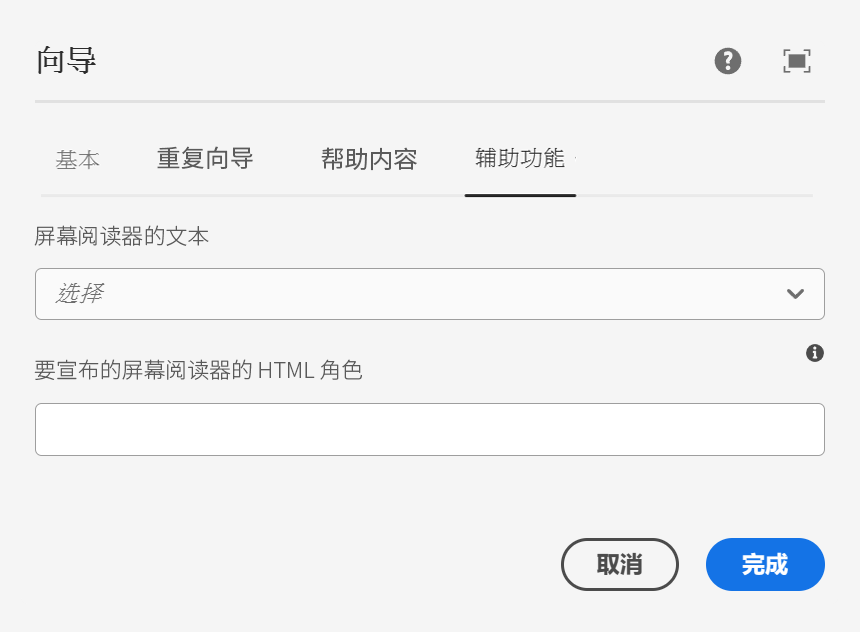 向导
基本 重复向导 帮助内容 辅助功能
屏幕阅读器的文本
选择
要宣布的屏幕阅读器的 HTML 角色
取消 完成